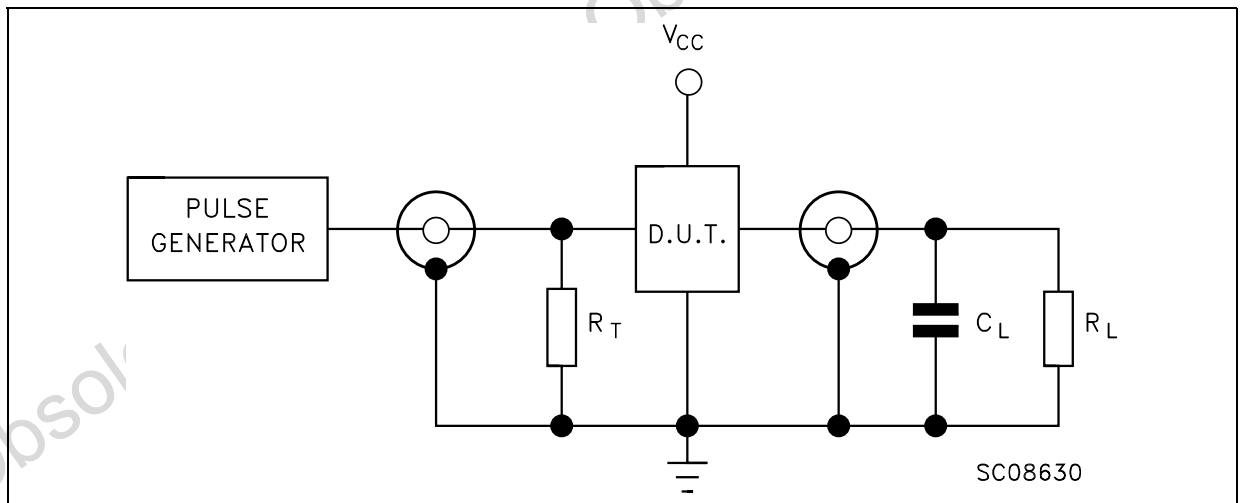 VCC
PULSE
GENERATOR
D.U.T.
RT
CL
RL
SC08630